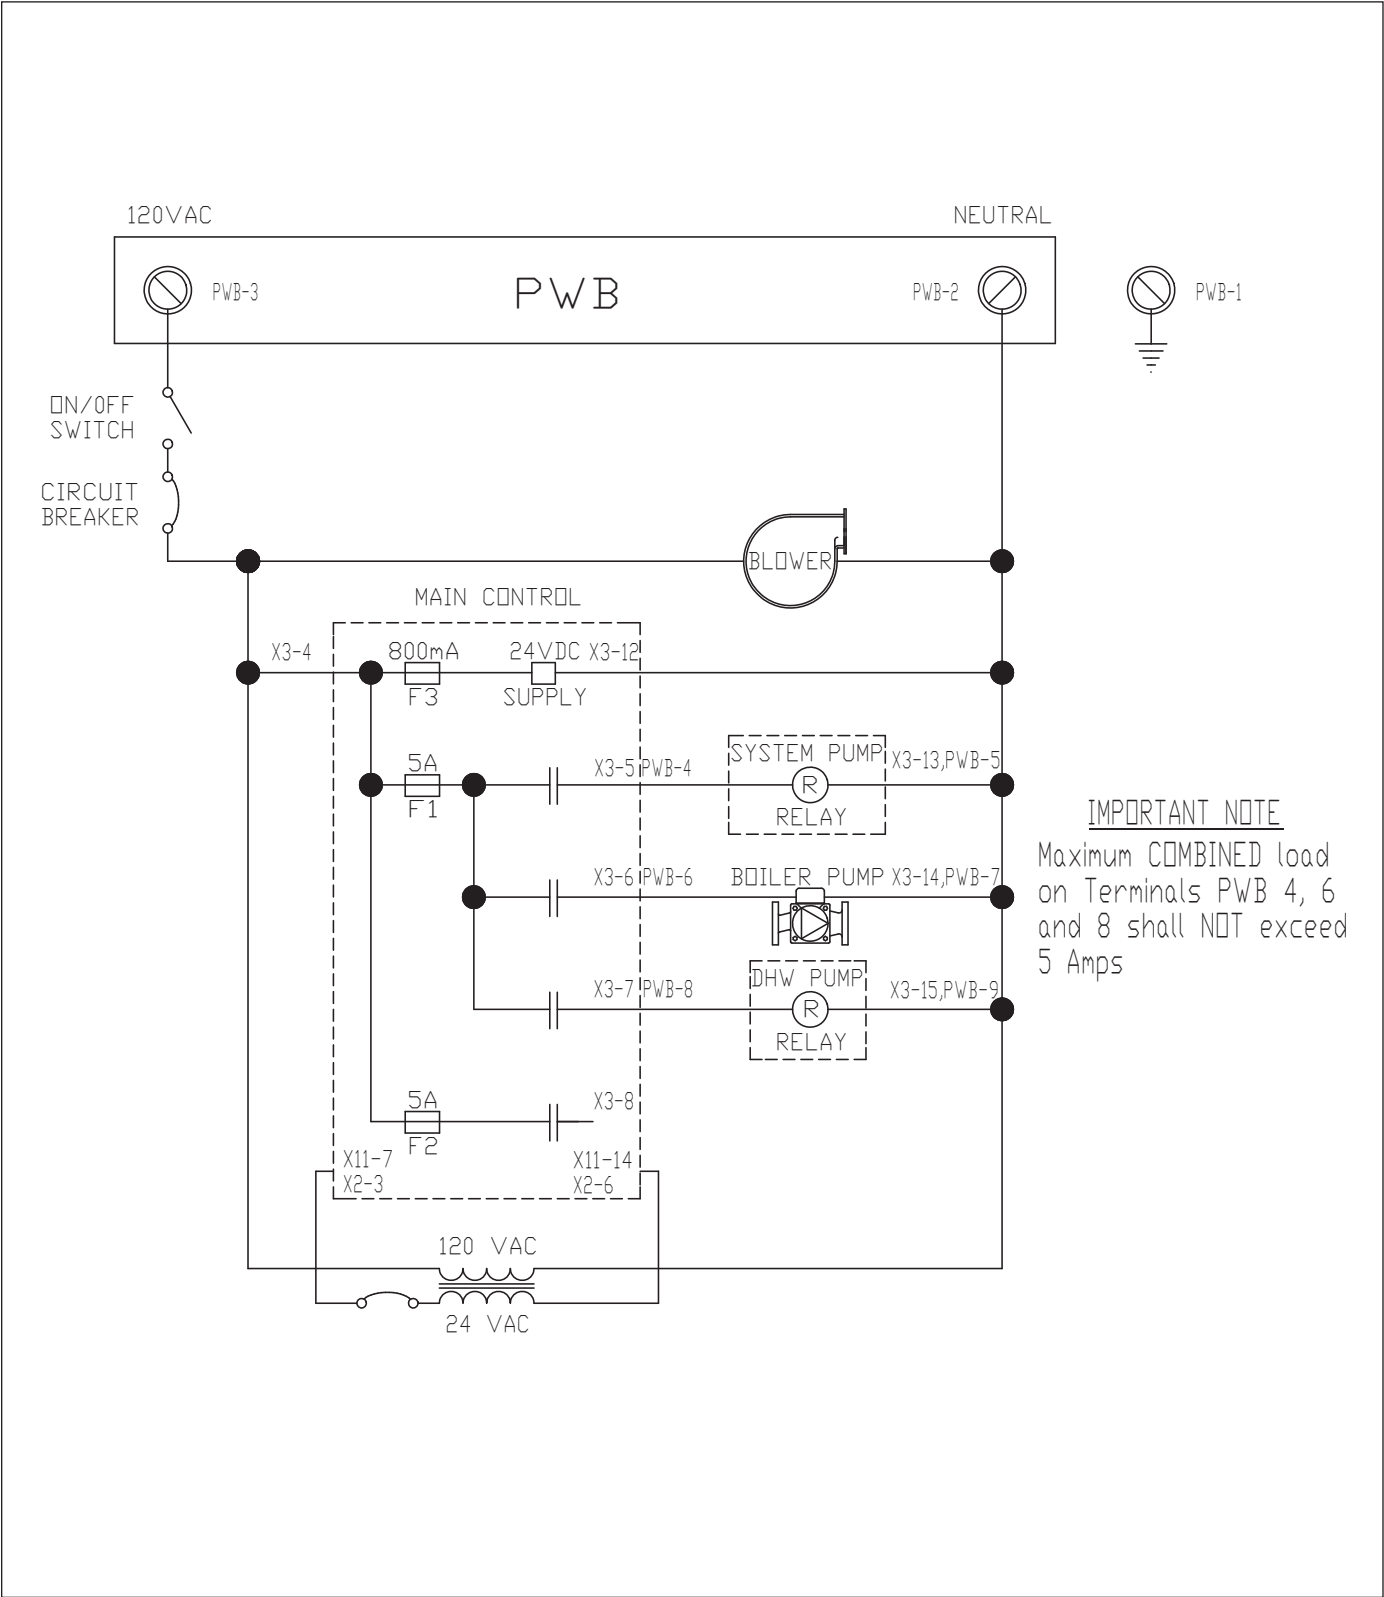 120VAC
NEUTRAL
PWB-3
PWB
PWB-2
PWB-1
ON/OFF
SWITCH
CIRCUIT
BREAKER
BLOWER
MAIN CONTROL
X3-4
800mA
24VDC
X3-12
F3
SUPPLY
5A
F1
X3-5
PWB-4
SYSTEM PUMP
R
RELAY
X3-13,PWB-5
IMPORTANT NOTE
Maximum COMBINED load
on Terminals PWB 4, 6
and 8 shall NOT exceed
5 Amps
X3-6
PWB-6
BOILER PUMP
X3-14,PWB-7
X3-7
PWB-8
DHW PUMP
R
RELAY
X3-15,PWB-9
5A
F2
X3-8
X11-7
X2-3
X11-14
X2-6
120 VAC
24 VAC